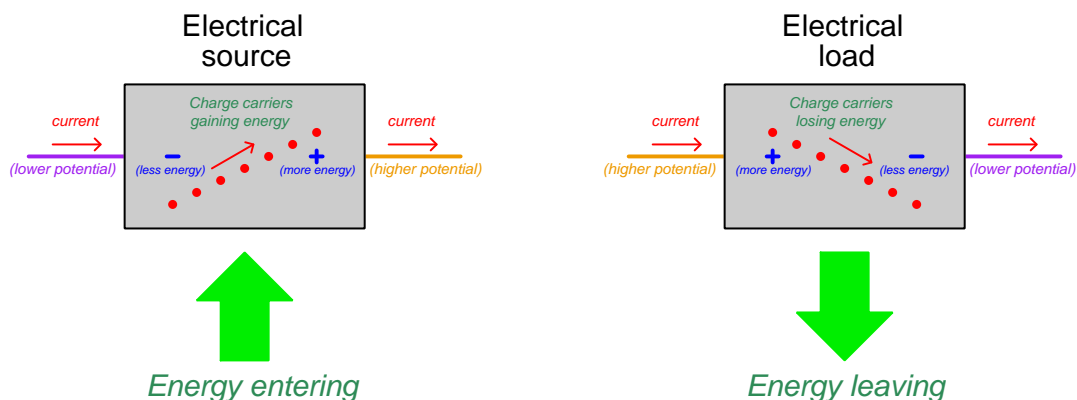 Electrical
source
Charge carriers
gaining energy
current
current
(lower potential)
(less energy)
(more energy)
(higher potential)
Energy entering
Electrical
load
Charge carriers
losing energy
current
current
(higher potential)
(more energy)
(less energy)
(lower potential)
Energy leaving